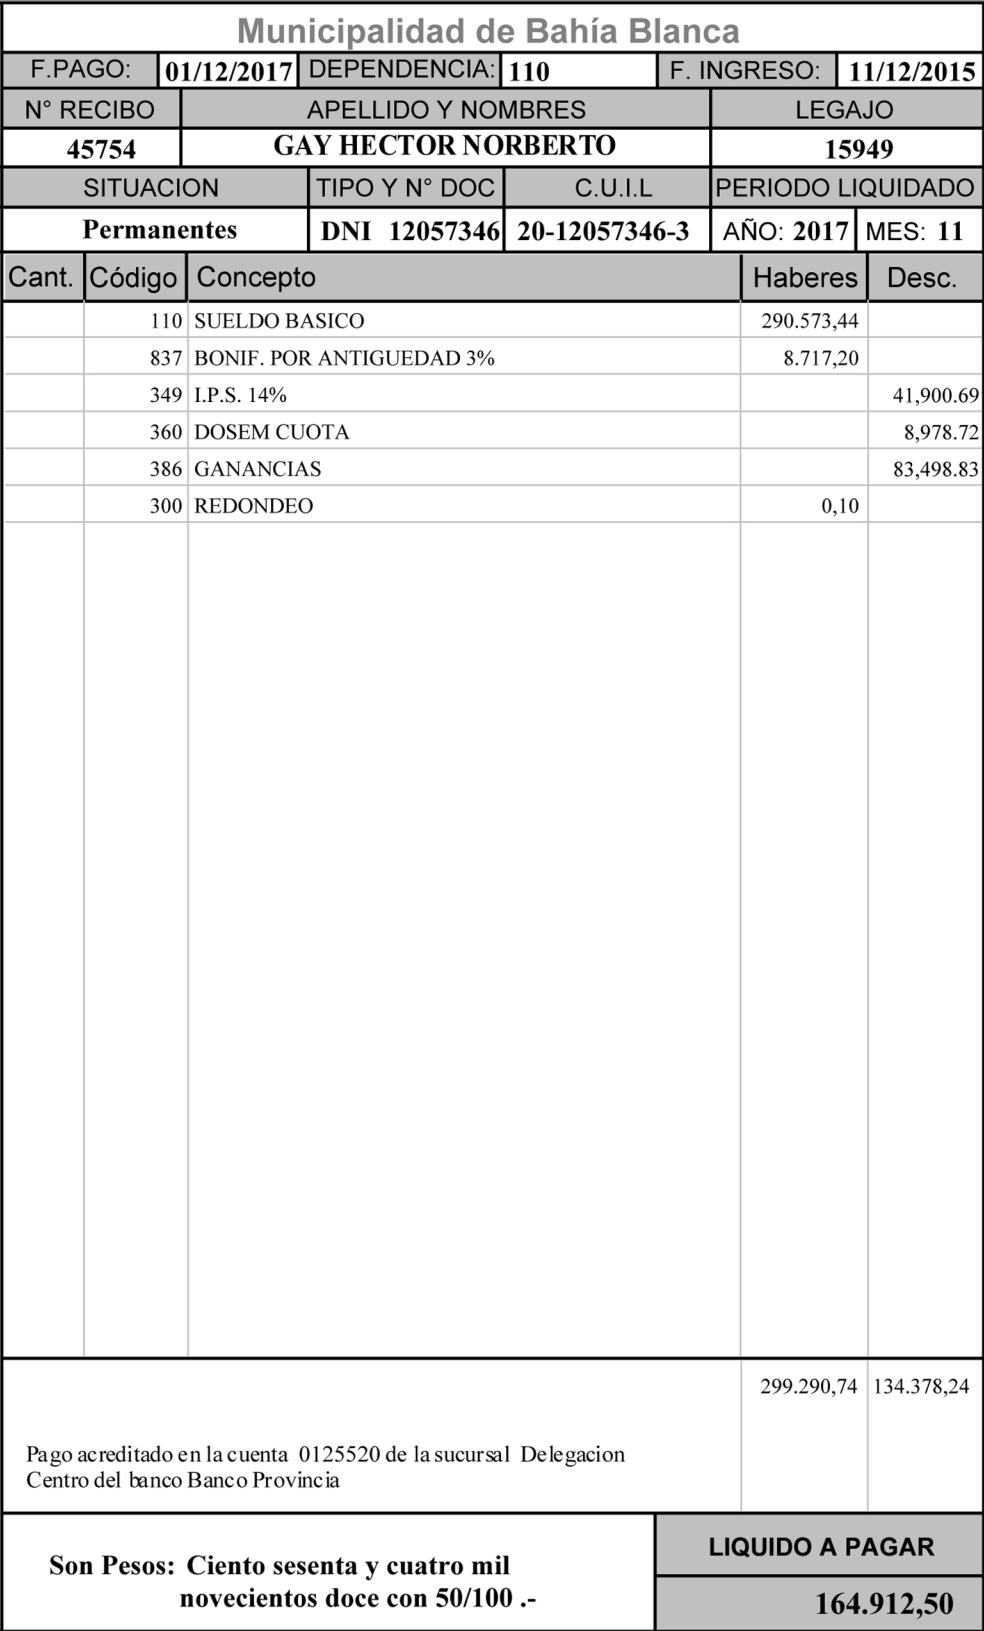 Municipalidad de Bahía Blanca
F.PAGO: 01/12/2017 DEPENDENCIA: 110 F. INGRESO: 11/12/2015
N° RECIBO APELLIDO Y NOMBRES LEGAJO
45754 GAY HECTOR NORBERTO 15949
SITUACION TIPO Y N° DOC C.U.I.L PERIODO LIQUIDADO
Permanentes DNI 12057346 20-12057346-3 AÑO: 2017 MES: 11
Cant. Código Concepto Haberes Desc.
110 SUELDO BASICO 290.573,44
837 BONIF. POR ANTIGUEDAD 3% 8.717,20
349 I.P.S. 14% 41,900.69
360 DOSEM CUOTA 8,978.72
386 GANANCIAS 83,498.83
300 REDONDEO 0,10
299.290,74 134.378,24
Pago acreditado en la cuenta 0125520 de la sucursal Delegacion
Centro del banco Banco Provincia
LIQUIDO A PAGAR
Son Pesos: Ciento sesenta y cuatro mil
novecientos doce con 50/100 .-
164.912,50